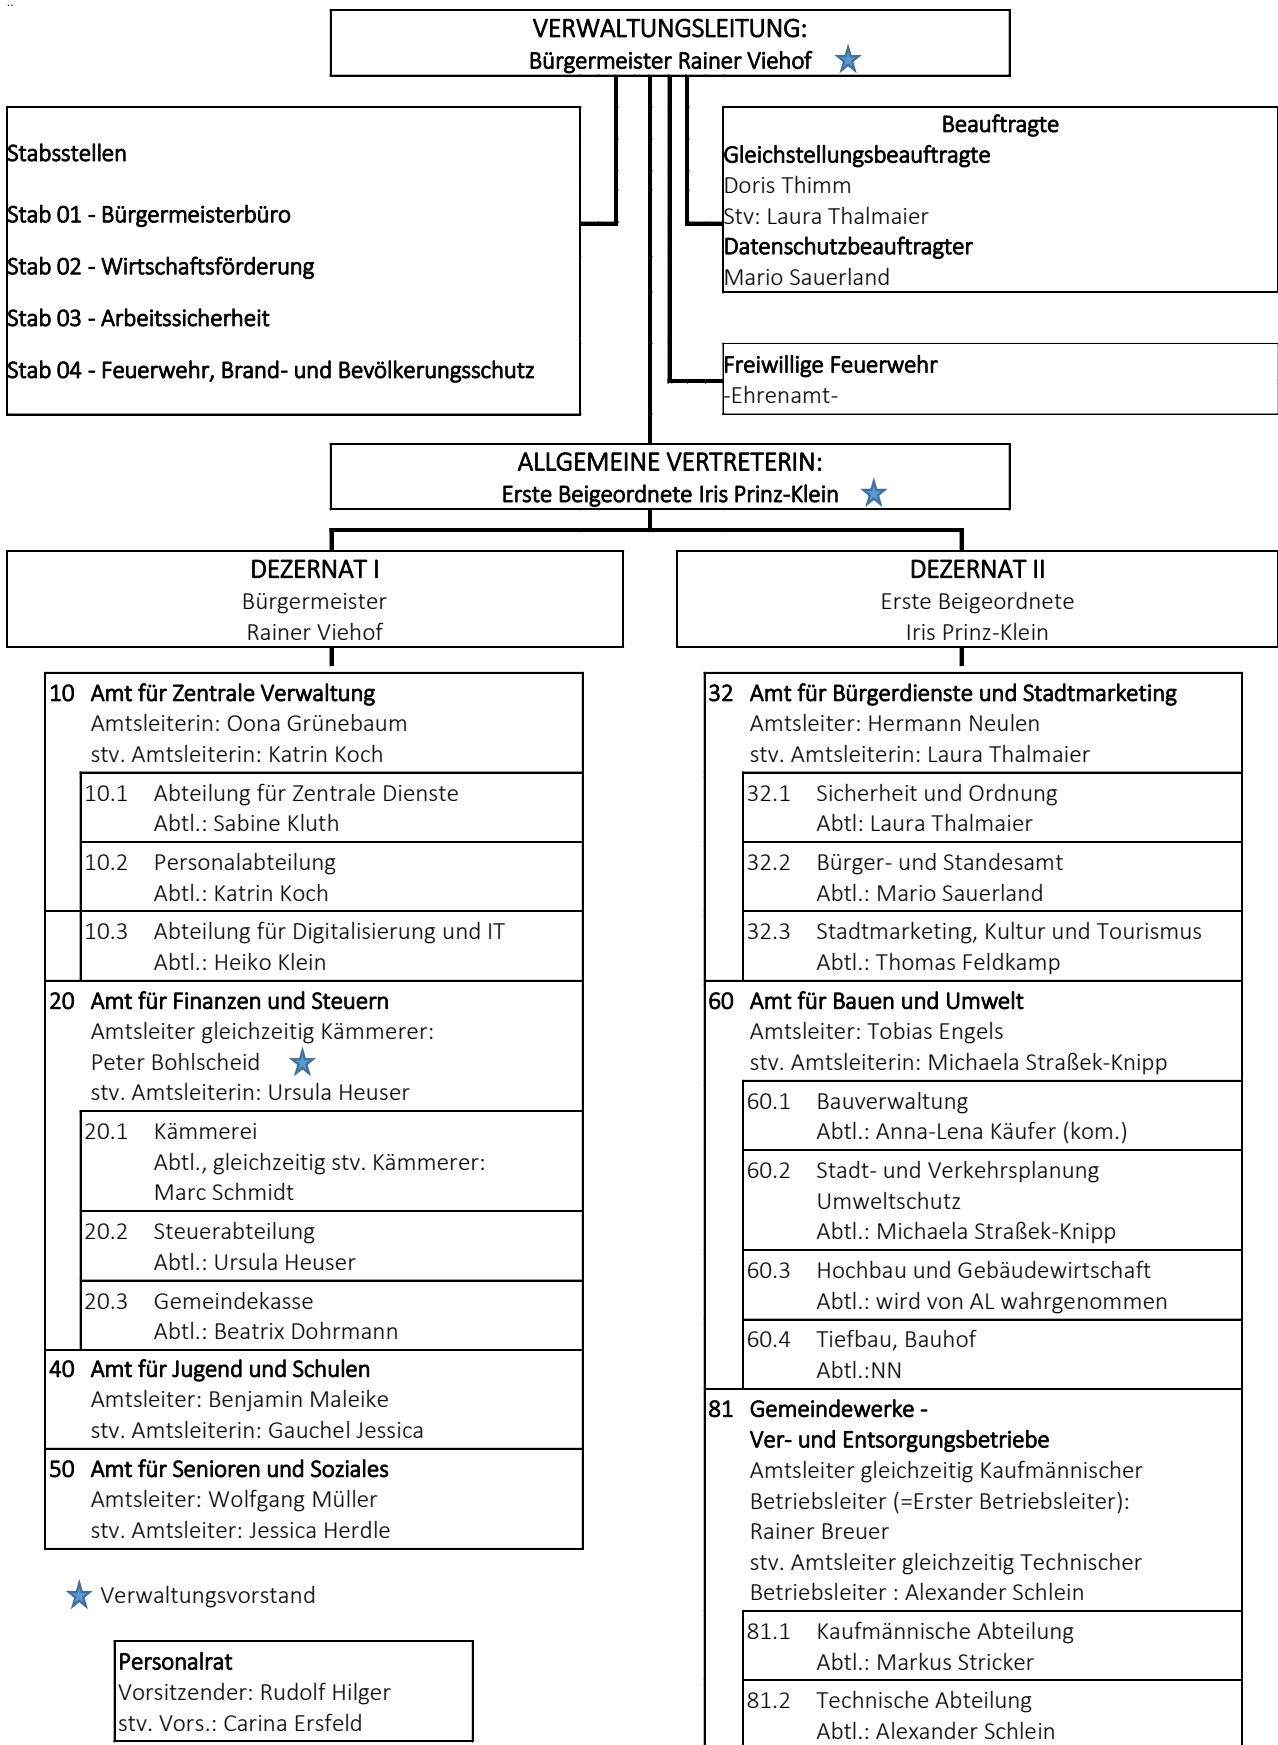 VERWALTUNGSLEITUNG:
Bürgermeister Rainer Viehof
Stabsstellen
Stab 01 - Bürgermeisterbüro
Stab 02 - Wirtschaftsförderung
Stab 03 - Arbeitssicherheit
Stab 04 - Feuerwehr, Brand- und Bevölkerungsschutz
Beauftragte
Gleichstellungsbeauftragte
Doris Thimm
Stv: Laura Thalmaier
Datenschutzbeauftragter
Mario Sauerland
Freiwillige Feuerwehr
-Ehrenamt-
ALLGEMEINE VERTRETERIN:
Erste Beigeordnete Iris Prinz-Klein
DEZERNAT I
Bürgermeister
Rainer Viehof
10 Amt für Zentrale Verwaltung
Amtsleiterin: Oona Grünebaum
stv. Amtsleiterin: Katrin Koch
10.1 Abteilung für Zentrale Dienste
Abtl.: Sabine Kluth
10.2 Personalabteilung
Abtl.: Katrin Koch
10.3 Abteilung für Digitalisierung und IT
Abtl.: Heiko Klein
20 Amt für Finanzen und Steuern
Amtsleiter gleichzeitig Kämmerer:
Peter Bohlscheid
stv. Amtsleiterin: Ursula Heuser
20.1 Kämmerei
Abtl., gleichzeitig stv. Kämmerer:
Marc Schmidt
20.2 Steuerabteilung
Abtl.: Ursula Heuser
20.3 Gemeindekasse
Abtl.: Beatrix Dohrmann
40 Amt für Jugend und Schulen
Amtsleiter: Benjamin Maleike
stv. Amtsleiterin: Gauchel Jessica
50 Amt für Senioren und Soziales
Amtsleiter: Wolfgang Müller
stv. Amtsleiter: Jessica Herdle
Verwaltungsvorstand
Personalrat
Vorsitzender: Rudolf Hilger
stv. Vors.: Carina Ersfeld
DEZERNAT II
Erste Beigeordnete
Iris Prinz-Klein
32 Amt für Bürgerdienste und Stadtmarketing
Amtsleiter: Hermann Neulen
stv. Amtsleiterin: Laura Thalmaier
32.1 Sicherheit und Ordnung
Abtl: Laura Thalmaier
32.2 Bürger- und Standesamt
Abtl.: Mario Sauerland
32.3 Stadtmarketing, Kultur und Tourismus
Abtl.: Thomas Feldkamp
60 Amt für Bauen und Umwelt
Amtsleiter: Tobias Engels
stv. Amtsleiterin: Michaela Straßek-Knipp
60.1 Bauverwaltung
Abtl.: Anna-Lena Käufer (kom.)
60.2 Stadt- und Verkehrsplanung
Umweltschutz
Abtl.: Michaela Straßek-Knipp
60.3 Hochbau und Gebäudewirtschaft
Abtl.: wird von AL wahrgenommen
60.4 Tiefbau, Bauhof
Abtl.:NN
81 Gemeindewerke -
Ver- und Entsorgungsbetriebe
Amtsleiter gleichzeitig Kaufmännischer
Betriebsleiter (=Erster Betriebsleiter):
Rainer Breuer
stv. Amtsleiter gleichzeitig Technischer
Betriebsleiter : Alexander Schlein
81.1 Kaufmännische Abteilung
Abtl.: Markus Stricker
81.2 Technische Abteilung
Abtl.: Alexander Schlein